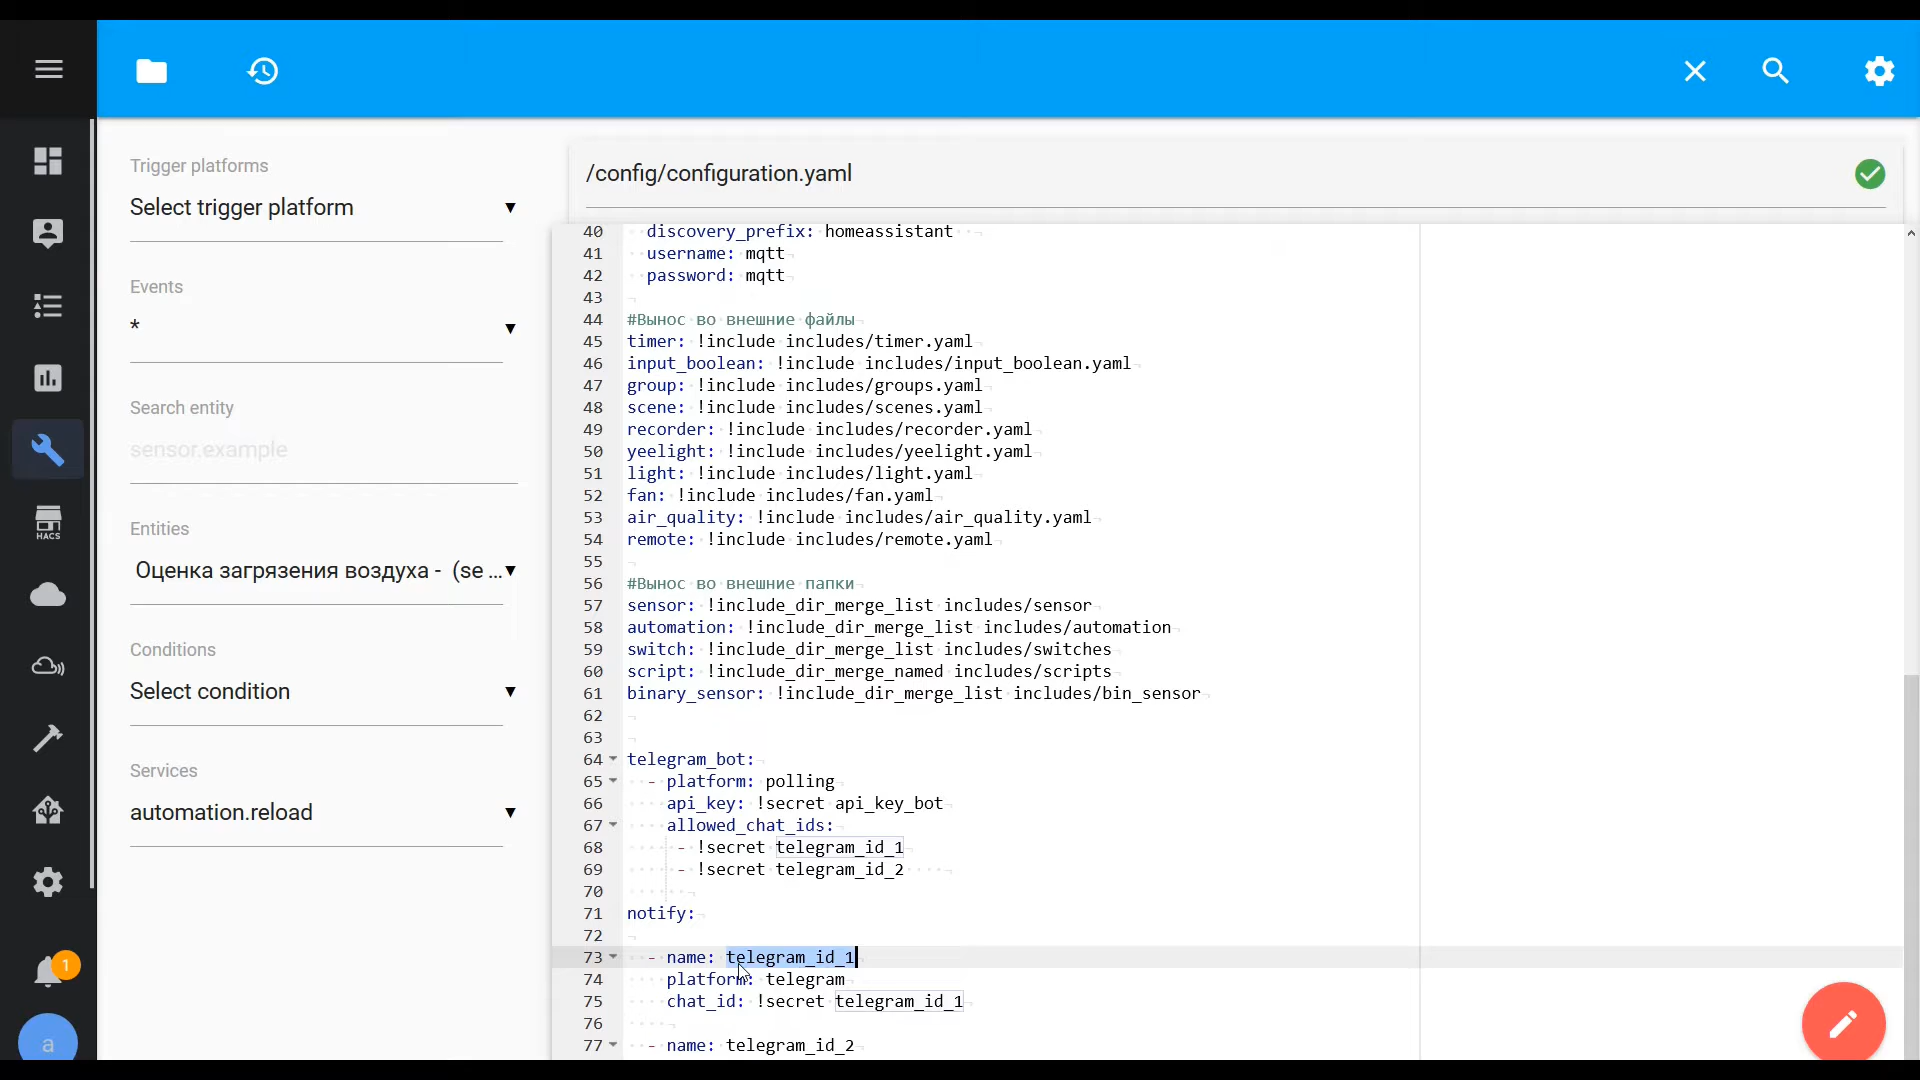 /config/configuration.yaml
Trigger platforms
Select trigger platform
Events
*
Search entity
sensor.example
HACS
Entities
Оценка загрязения воздуха - (se ...
Conditions
Select condition
Services
automation.reload
1
a
40 discovery_prefix: homeassistant
41 username: mqtt
42 password: mqtt
43
44 #Вынос во внешние файлы
45 timer: !include includes/timer.yaml
46 input_boolean: !include includes/input_boolean.yaml
47 group: !include includes/groups.yaml
48 scene: !include includes/scenes.yaml
49 recorder: !include includes/recorder.yaml
50 yeelight: !include includes/yeelight.yaml
51 light: !include includes/light.yaml
52 fan: !include includes/fan.yaml
53 air_quality: !include includes/air_quality.yaml
54 remote: !include includes/remote.yaml
55
56 #Вынос во внешние папки
57 sensor: !include_dir_merge_list includes/sensor
58 automation: !include_dir_merge_list includes/automation
59 switch: !include_dir_merge_list includes/switches
60 script: !include_dir_merge_named includes/scripts
61 binary_sensor: !include_dir_merge_list includes/bin_sensor
62
63
64 telegram_bot:
65 - platform: polling
66 api_key: !secret api_key_bot
67 allowed_chat_ids:
68 - !secret telegram_id_1
69 - !secret telegram_id_2
70
71 notify:
72
73 - name: telegram_id_1
74 platform: telegram
75 chat_id: !secret telegram_id_1
76
77 - name: telegram_id_2